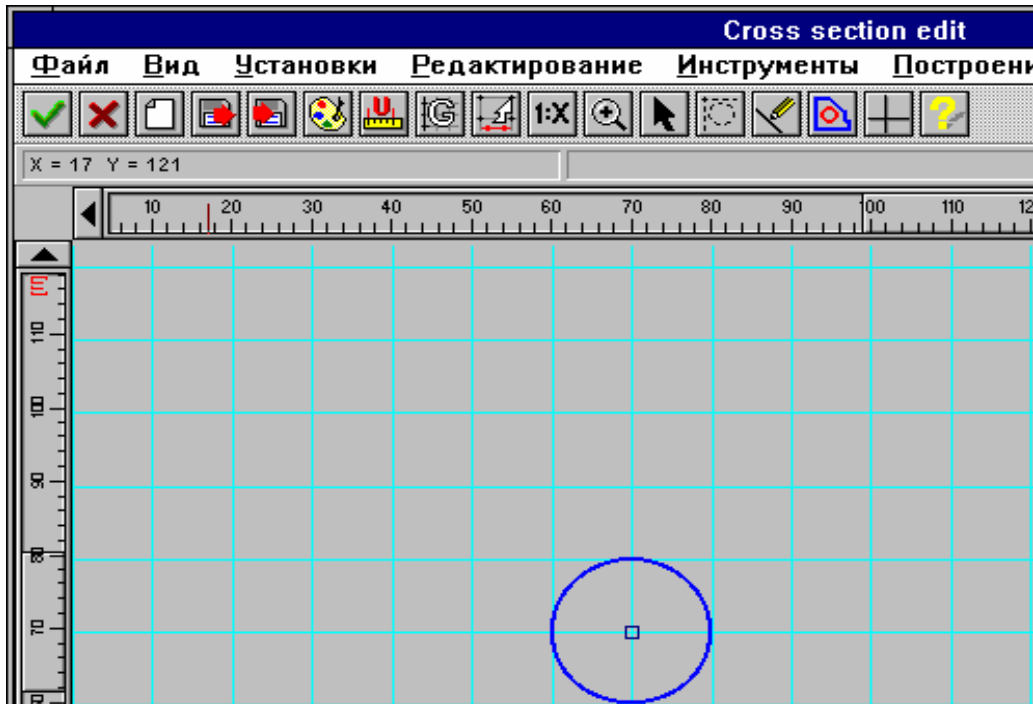 Cross section edit
Файл Вид Установки Редактирование Инструменты Построени
U G 1:X ?
X = 17 Y = 121
10 20 30 40 50 60 70 80 90 100 110 12
110
100
90
80
70